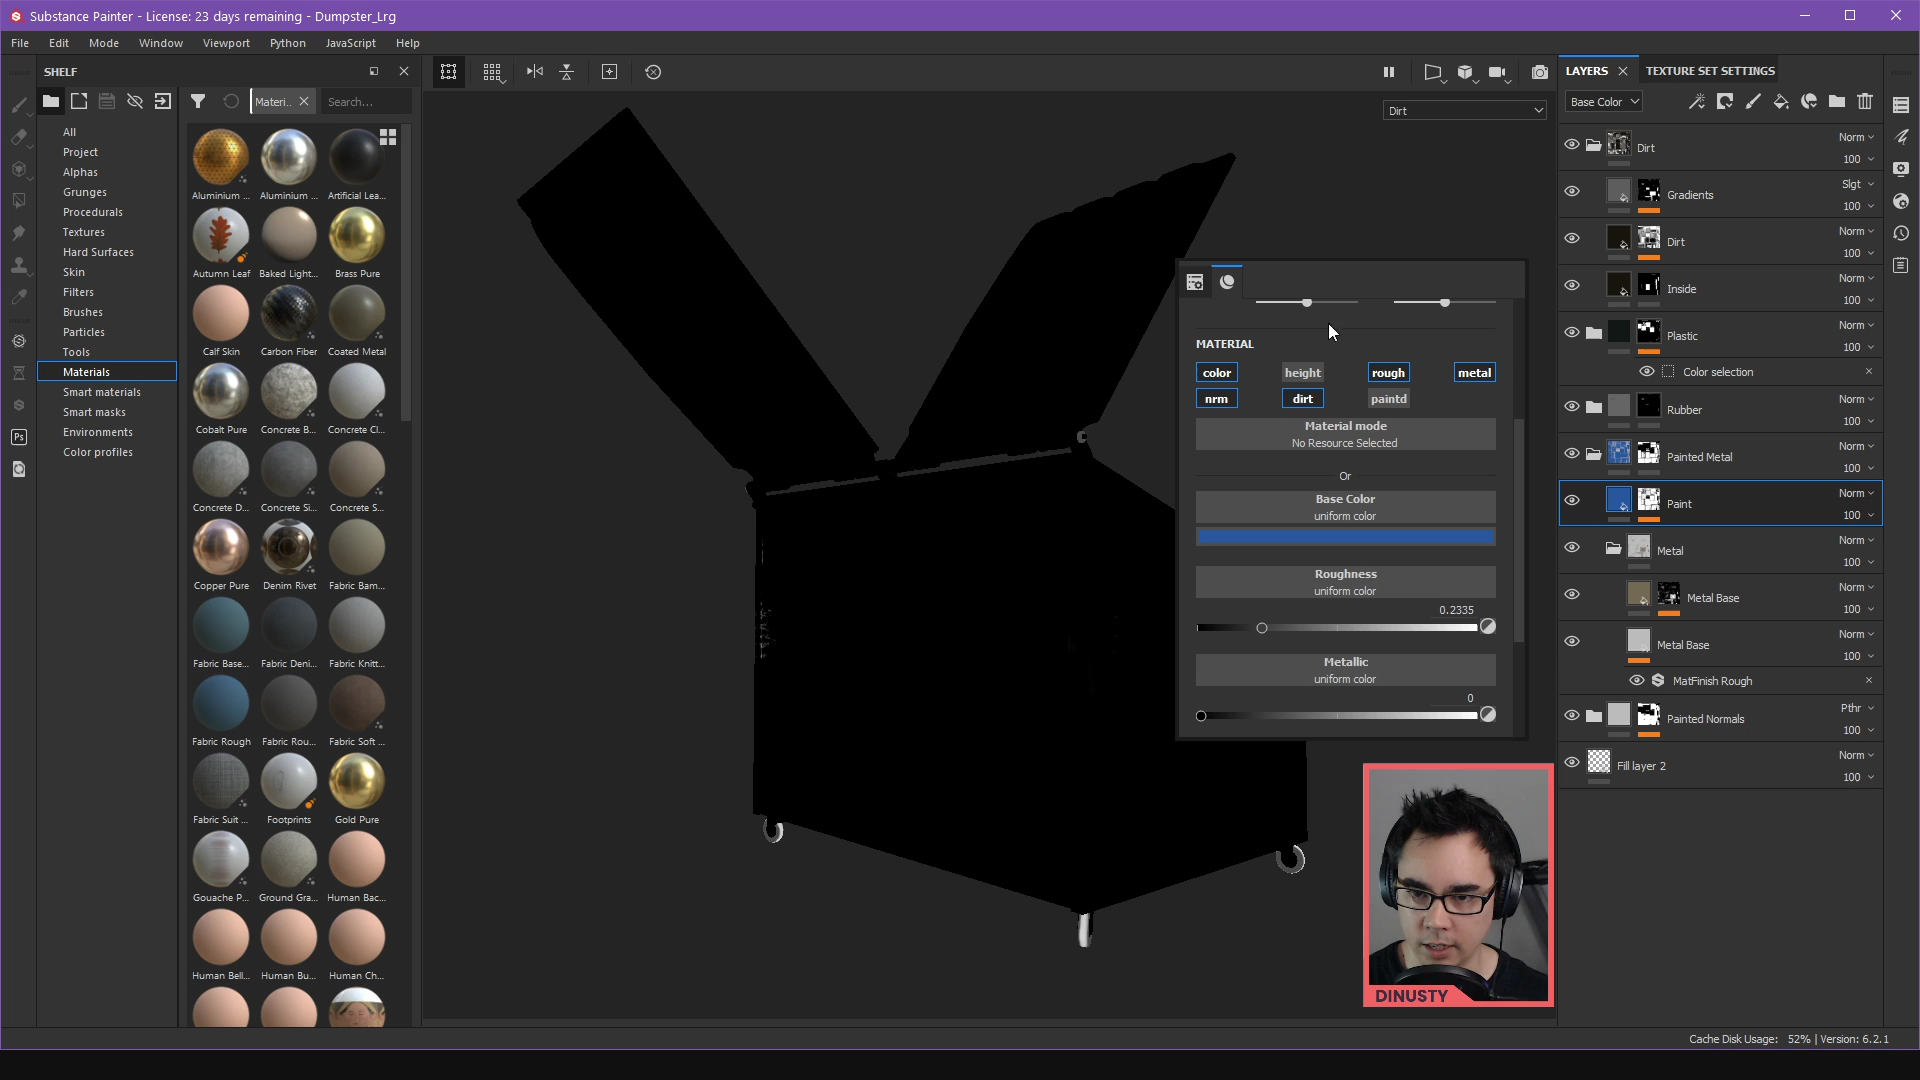 Substance Painter - License: 23 days remaining - Dumpster_Lrg
File Edit Mode Window Viewport Python JavaScript Help
SHELF
Materi..
Search...
All
Project
Alphas
Grunges
Procedurals
Textures
Hard Surfaces
Skin
Filters
Brushes
Particles
Tools
Materials
Smart materials
Smart masks
Environments
Color profiles
Aluminium ... Aluminium ... Artificial Lea...
Autumn Leaf Baked Light... Brass Pure
Calf Skin Carbon Fiber Coated Metal
Cobalt Pure Concrete B... Concrete Cl...
Concrete D... Concrete Si... Concrete S...
Copper Pure Denim Rivet Fabric Bam...
Fabric Base... Fabric Deni... Fabric Knitt...
Fabric Rough Fabric Rou... Fabric Soft ...
Fabric Suit ... Footprints Gold Pure
Gouache P... Ground Gra... Human Bac...
Human Bell... Human Bu... Human Ch...
Ps
Dirt
MATERIAL
color height rough metal
nrm dirt paintd
Material mode
No Resource Selected
Or
Base Color
uniform color
Roughness
uniform color
0.2335
Metallic
uniform color
0
DINUSTY
LAYERS TEXTURE SET SETTINGS
Base Color
Dirt Norm 100
Gradients Slgt 100
Dirt Norm 100
Inside Norm 100
Plastic Norm 100
Color selection
Rubber Norm 100
Painted Metal Norm 100
Paint Norm 100
Metal Norm 100
Metal Base Norm 100
Metal Base Norm 100
MatFinish Rough
Painted Normals Pthr 100
Fill layer 2 Norm 100
Cache Disk Usage: 52% | Version: 6.2.1